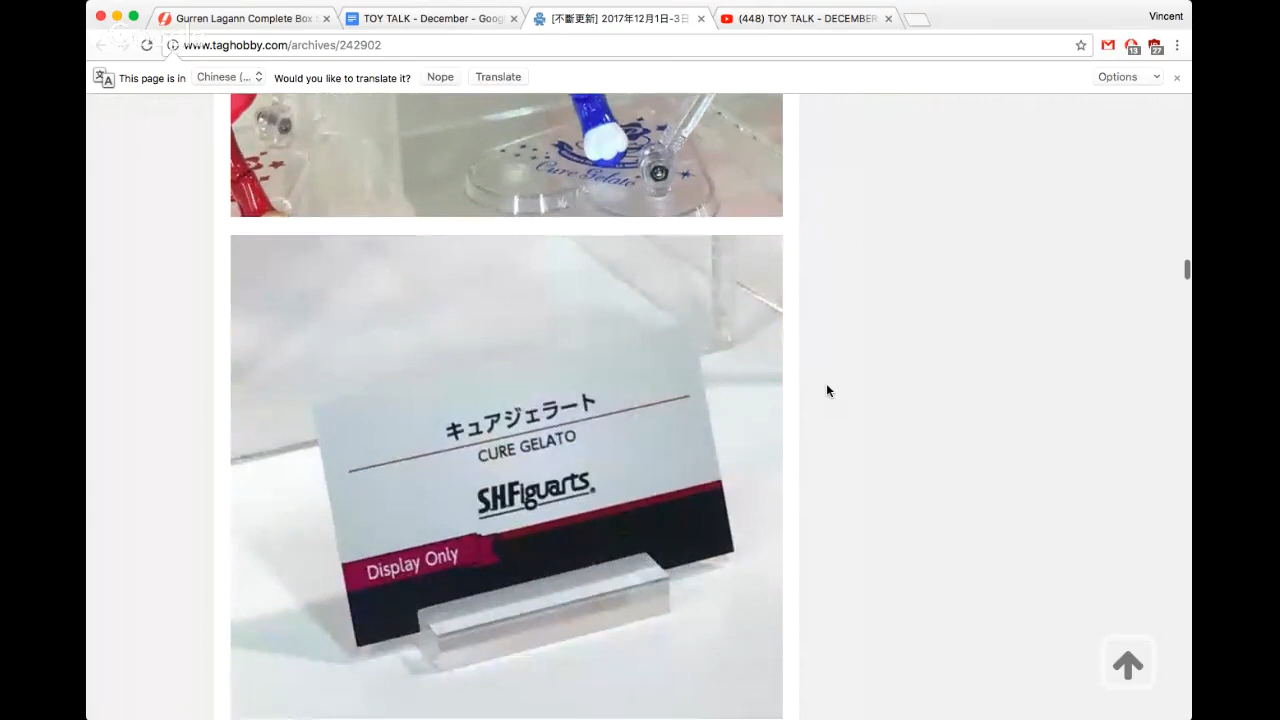 Gurren Lagann Complete Box S
TOY TALK - December - Goog
[不斷更新] 2017年12月1日-3日
(448) TOY TALK - DECEMBER
Vincent
www.taghobby.com/archives/242902
13
27
This page is in
Chinese (...
Would you like to translate it?
Nope
Translate
Options
Cure Gelato
キュアジェラート
CURE GELATO
S.H.Figuarts
Display Only